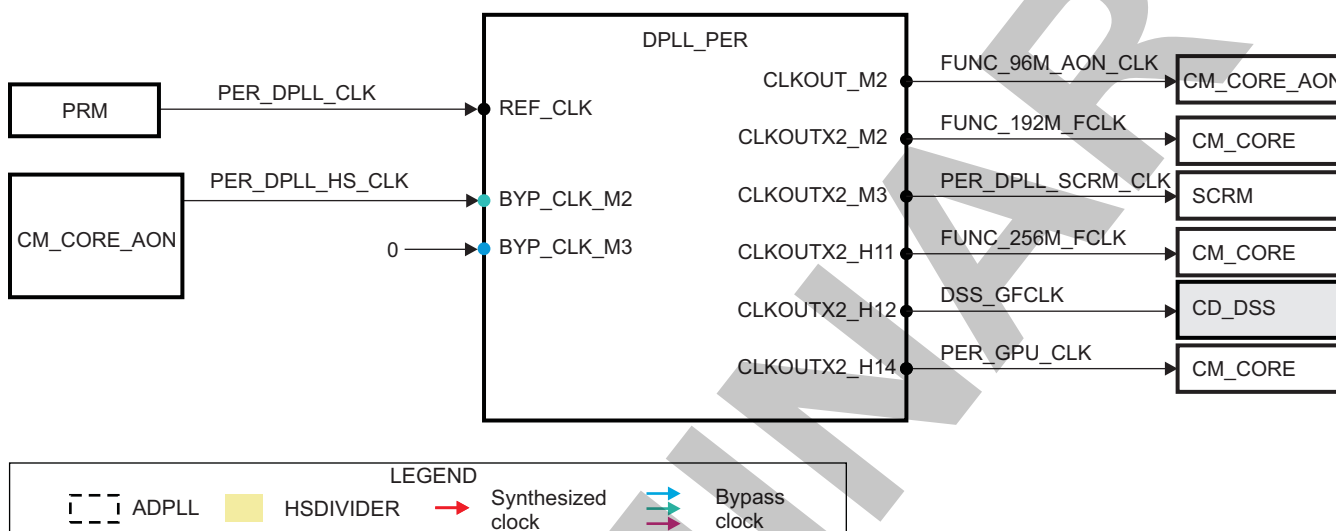 DPLL_PER
PRM
PER_DPLL_CLK
REF_CLK
CM_CORE_AON
PER_DPLL_HS_CLK
BYP_CLK_M2
0
BYP_CLK_M3
CLKOUT_M2
FUNC_96M_AON_CLK
CM_CORE_AON
CLKOUTX2_M2
FUNC_192M_FCLK
CM_CORE
CLKOUTX2_M3
PER_DPLL_SCRM_CLK
SCRM
CLKOUTX2_H11
FUNC_256M_FCLK
CM_CORE
CLKOUTX2_H12
DSS_GFCLK
CD_DSS
CLKOUTX2_H14
PER_GPU_CLK
CM_CORE
LEGEND
ADPLL
HSDIVIDER
Synthesized
clock
Bypass
clock